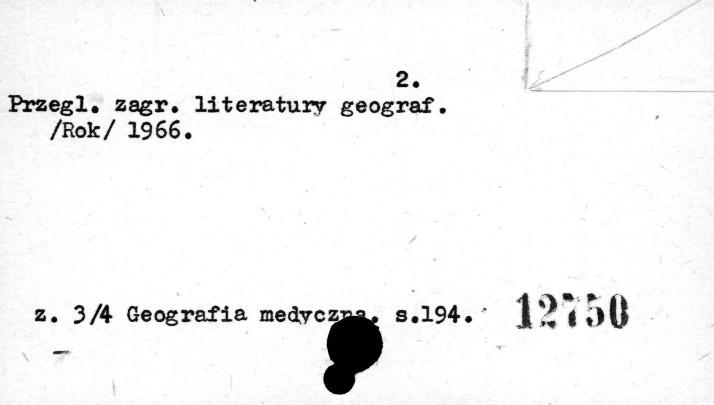 2.
Przegl. zagr. literatury geograf.
/Rok/ 1966.
z. 3/4 Geografia medyczna. s.194. 12750